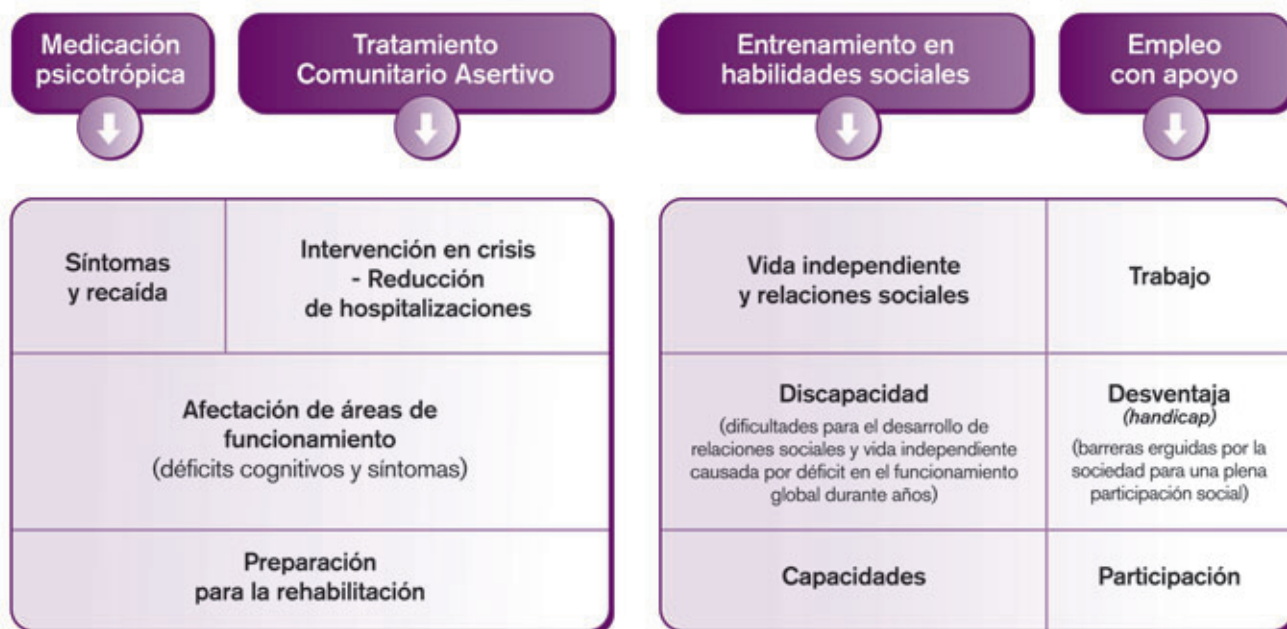 Medicación
psicotrópica
Tratamiento
Comunitario Asertivo
Entrenamiento en
habilidades sociales
Empleo
con apoyo
Síntomas
y recaída
Intervención en crisis
- Reducción
de hospitalizaciones
Vida independiente
y relaciones sociales
Trabajo
Afectación de áreas de
funcionamiento
(déficits cognitivos y síntomas)
Discapacidad
(dificultades para el desarrollo de
relaciones sociales y vida independiente
causada por déficit en el funcionamiento
global durante años)
Desventaja
(handicap)
(barreras erguidas por la
sociedad para una plena
participación social)
Preparación
para la rehabilitación
Capacidades
Participación